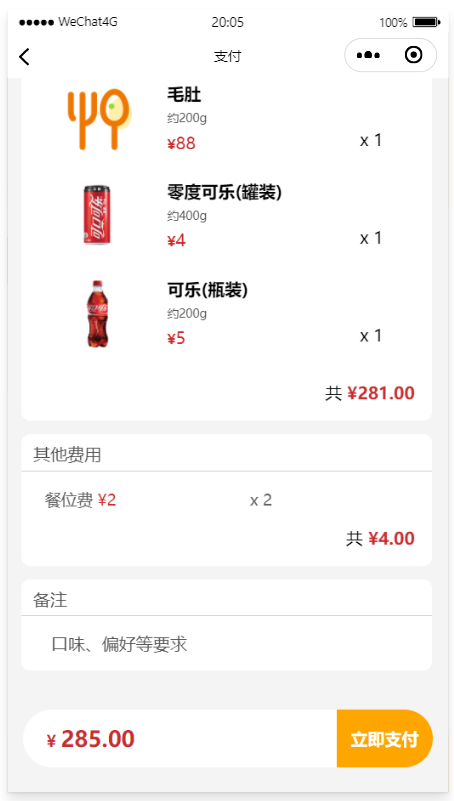 WeChat4G 20:05 100%
支付
毛肚
约200g
¥88 x 1
零度可乐(罐装)
约400g
¥4 x 1
可乐(瓶装)
约200g
¥5 x 1
共 ¥281.00
其他费用
餐位费 ¥2 x 2
共 ¥4.00
备注
口味、偏好等要求
¥ 285.00 立即支付